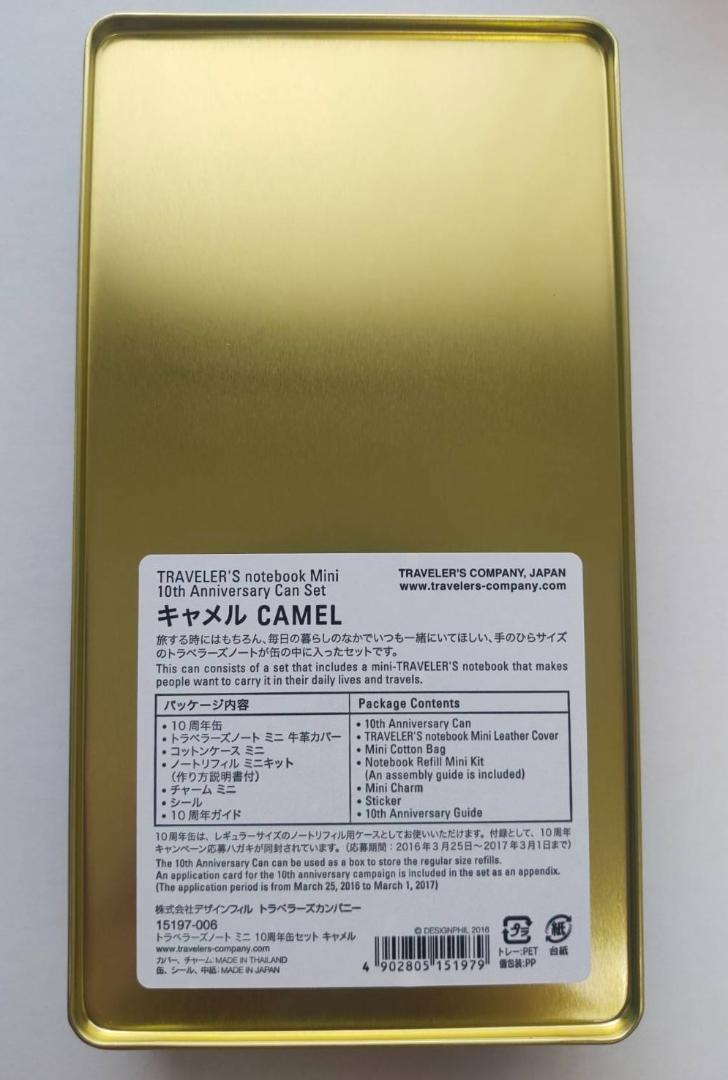 TRAVELER'S notebook Mini
10th Anniversary Can Set
TRAVELER'S COMPANY, JAPAN
www.travelers-company.com
キャメル CAMEL
旅する時にはもちろん、毎日の暮らしのなかでいつも一緒にいてほしい、手のひらサイズ
のトラベラーズノートが缶の中に入ったセットです。
This can consists of a set that includes a mini-TRAVELER'S notebook that makes
people want to carry it in their daily lives and travels.
パッケージ内容
• 10周年缶
• トラベラーズノート ミニ 牛革カバー
• コットンケース ミニ
• ノートリフィル ミニキット
（作り方説明書付）
• チャーム ミニ
• シール
• 10周年ガイド
Package Contents
• 10th Anniversary Can
• TRAVELER'S notebook Mini Leather Cover
• Mini Cotton Bag
• Notebook Refill Mini Kit
(An assembly guide is included)
• Mini Charm
• Sticker
• 10th Anniversary Guide
10周年缶は、レギュラーサイズのノートリフィル用ケースとしてお使いいただけます。付録として、10周年
キャンペーン応募ハガキが同封されています。（応募期間：2016年3月25日〜2017年3月1日まで）
The 10th Anniversary Can can be used as a box to store the regular size refills.
An application card for the 10th anniversary campaign is included in the set as an appendix.
(The application period is from March 25, 2016 to March 1, 2017)
株式会社デザインフィル トラベラーズカンパニー
15197-006
トラベラーズノート ミニ 10周年缶セット キャメル
www.travelers-company.com
カバー、チャーム:MADE IN THAILAND
缶、シール、中紙:MADE IN JAPAN
© DESIGNPHIL 2016
4 902805 151979
プラ
トレー:PET
個包装:PP
紙
台紙